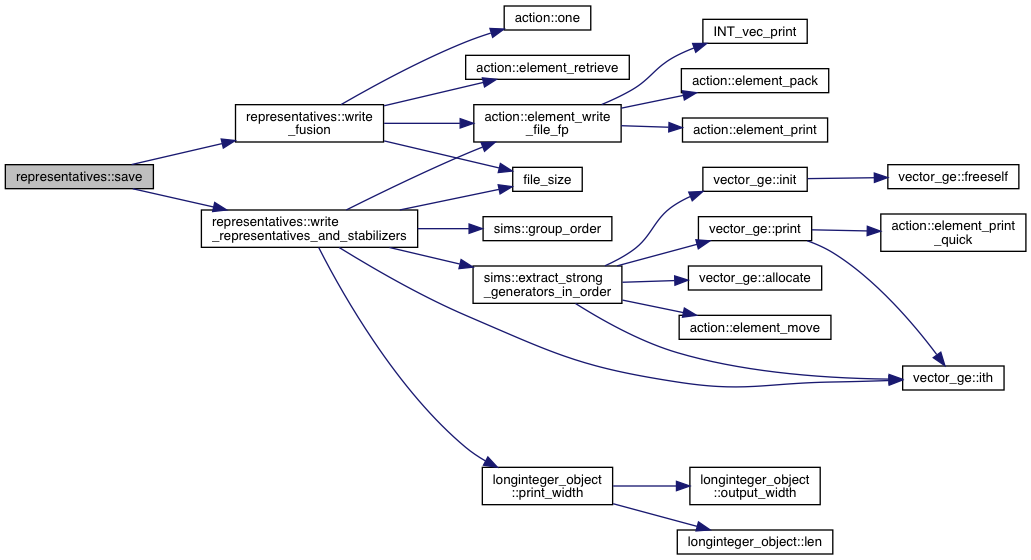 representatives::save
representatives::write
_fusion
representatives::write
_representatives_and_stabilizers
action::one
action::element_retrieve
action::element_write
_file_fp
file_size
sims::group_order
sims::extract_strong
_generators_in_order
longinteger_object
::print_width
INT_vec_print
action::element_pack
action::element_print
vector_ge::init
vector_ge::print
vector_ge::allocate
action::element_move
longinteger_object
::output_width
longinteger_object::len
vector_ge::freeself
action::element_print
_quick
vector_ge::ith